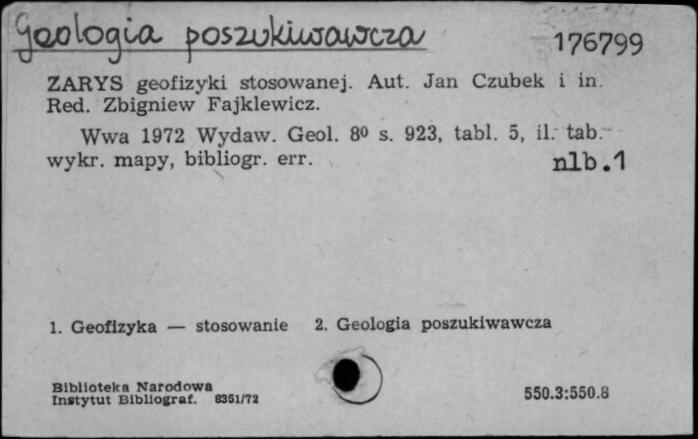 Geologia poszukiwawcza 176799
ZARYS geofizyki stosowanej. Aut. Jan Czubek i in.
Red. Zbigniew Fajklewicz.
Wwa 1972 Wydaw. Geol. 8⁰ s. 923, tabl. 5, il. tab.
wykr. mapy, bibliogr. err. nlb.1
1. Geofizyka — stosowanie 2. Geologia poszukiwawcza
Biblioteka Narodowa
Instytut Bibliograf. 8351/72 550.3:550.8